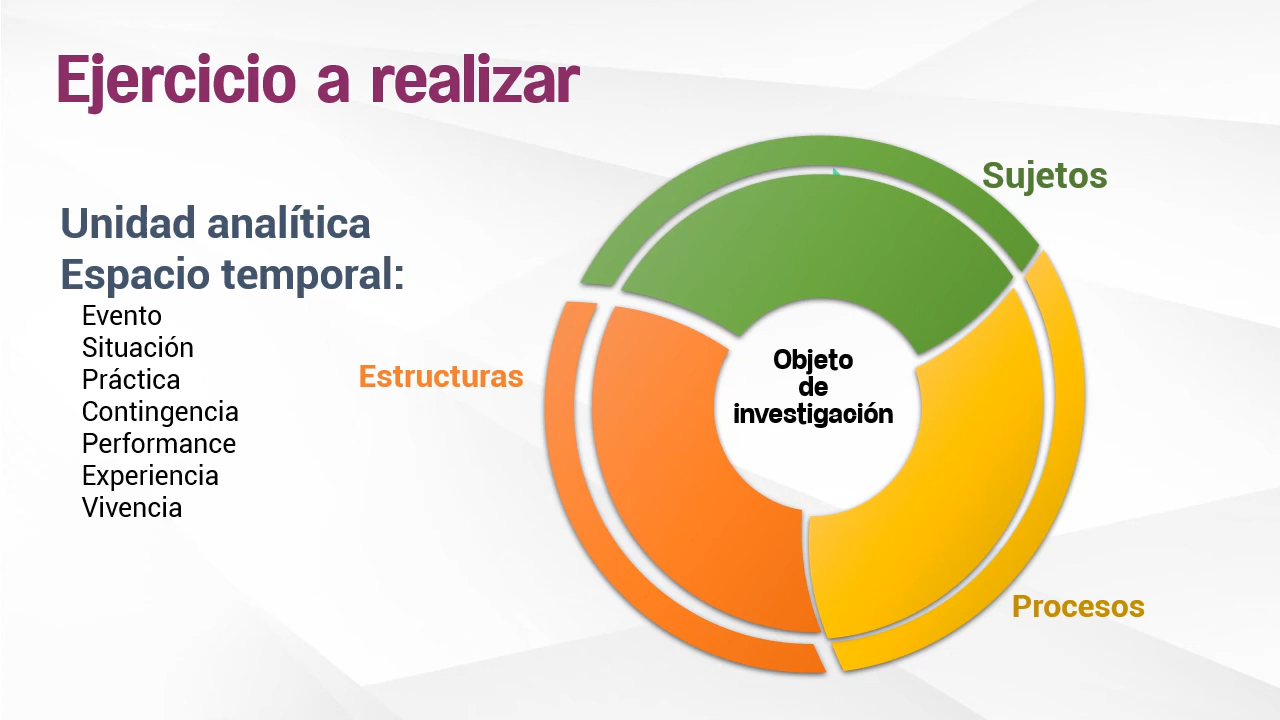 Ejercicio a realizar
Unidad analítica
Espacio temporal:
Evento
Situación
Práctica
Contingencia
Performance
Experiencia
Vivencia
Sujetos
Estructuras
Objeto
de
investigación
Procesos